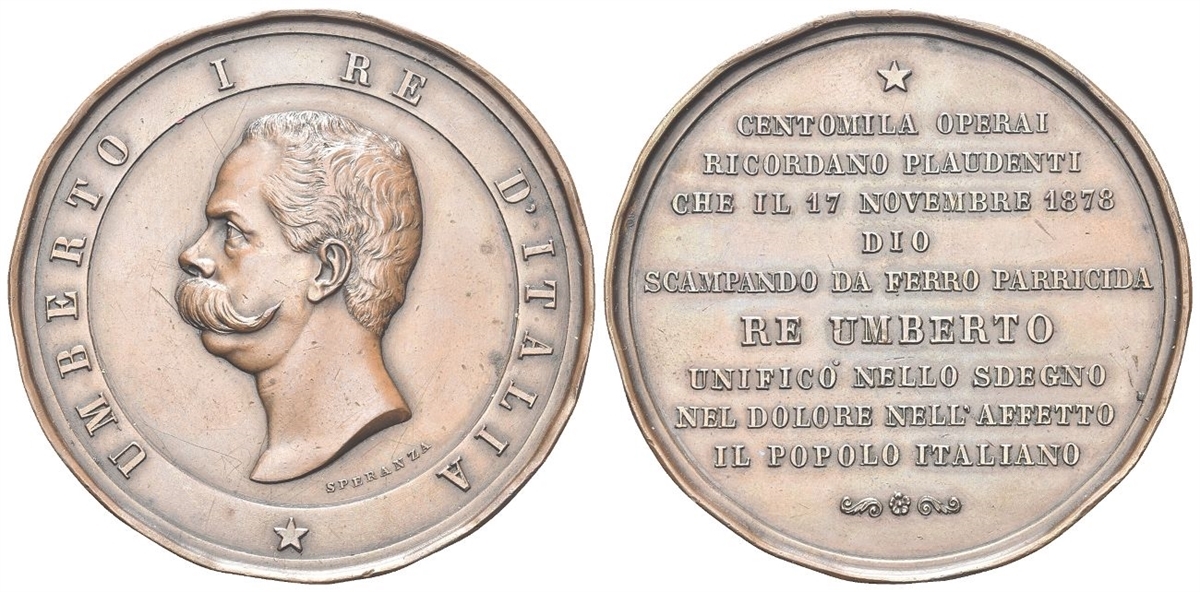 UMBERTO I RE D'ITALIA
SPERANZA
CENTOMILA OPERAI
RICORDANO PLAUDENTI
CHE IL 17 NOVEMBRE 1878
DIO
SCAMPANDO DA FERRO PARRICIDA
RE UMBERTO
UNIFICO' NELLO SDEGNO
NEL DOLORE NELL'AFFETTO
IL POPOLO ITALIANO